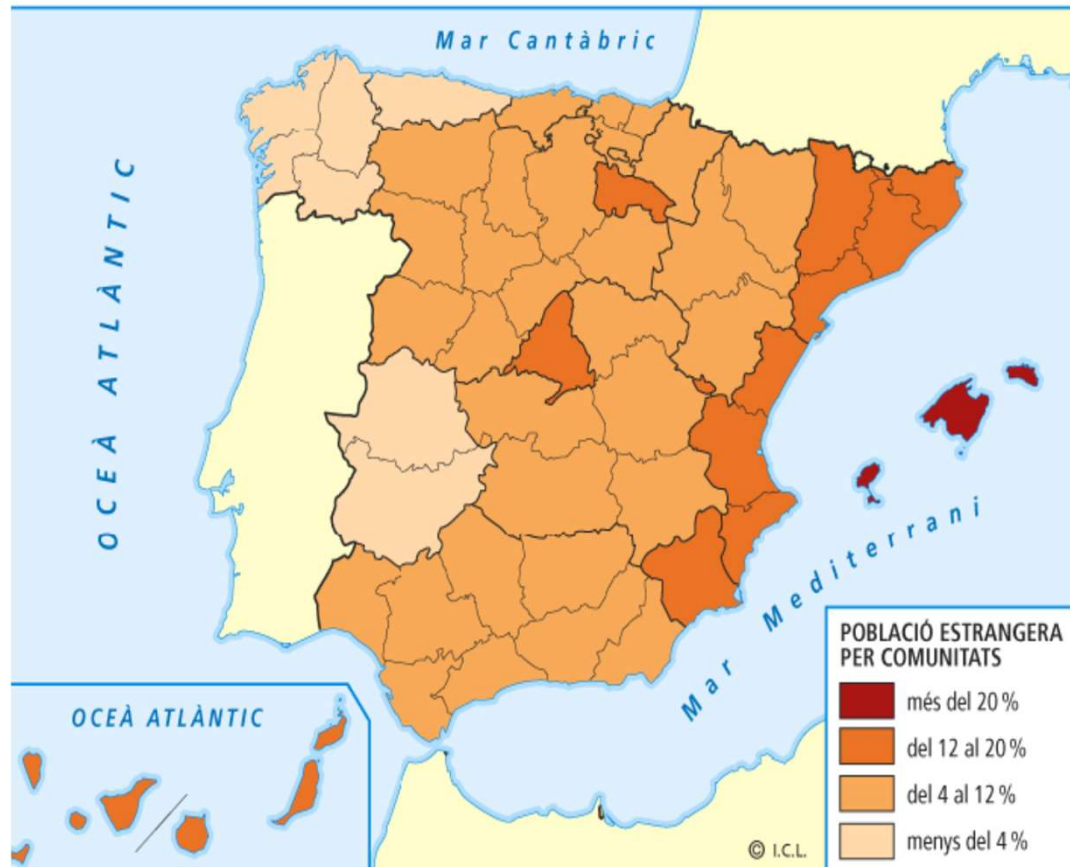 Mar Cantàbric
OCEÀ ATLÀNTIC
Mar Mediterrani
OCEÀ ATLÀNTIC
POBLACIÓ ESTRANGERA
PER COMUNITATS
més del 20 %
del 12 al 20 %
del 4 al 12 %
menys del 4 %
© I.C.L.